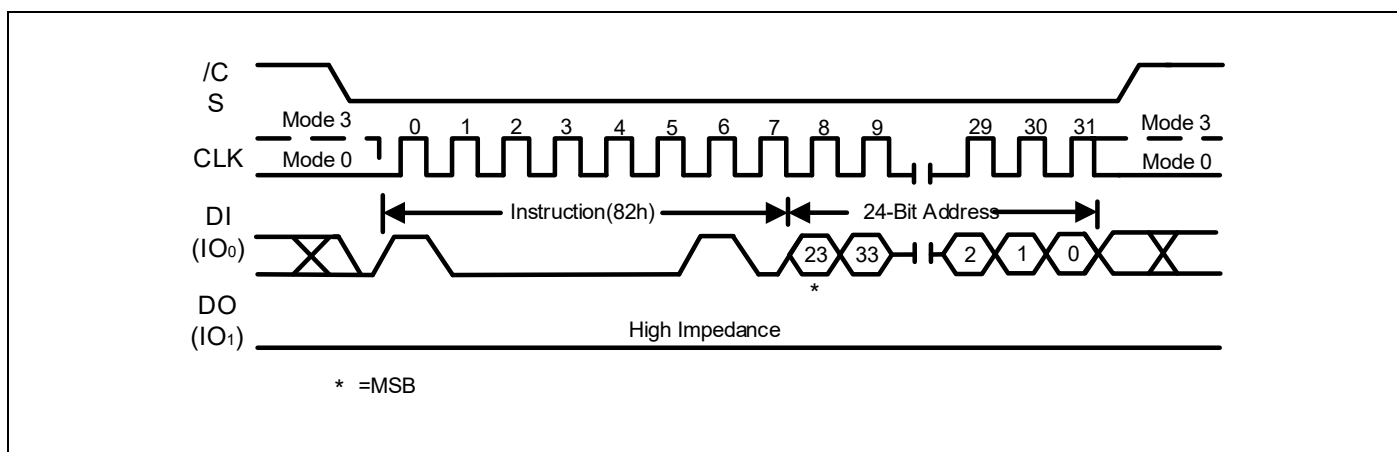 /C
S
Mode 3
0 1 2 3 4 5 6 7 8 9 29 30 31
Mode 3
CLK
Mode 0
Mode 0
DI
(IO0)
Instruction(82h)
24-Bit Address
23 33 2 1 0
*
DO
(IO1)
High Impedance
* =MSB